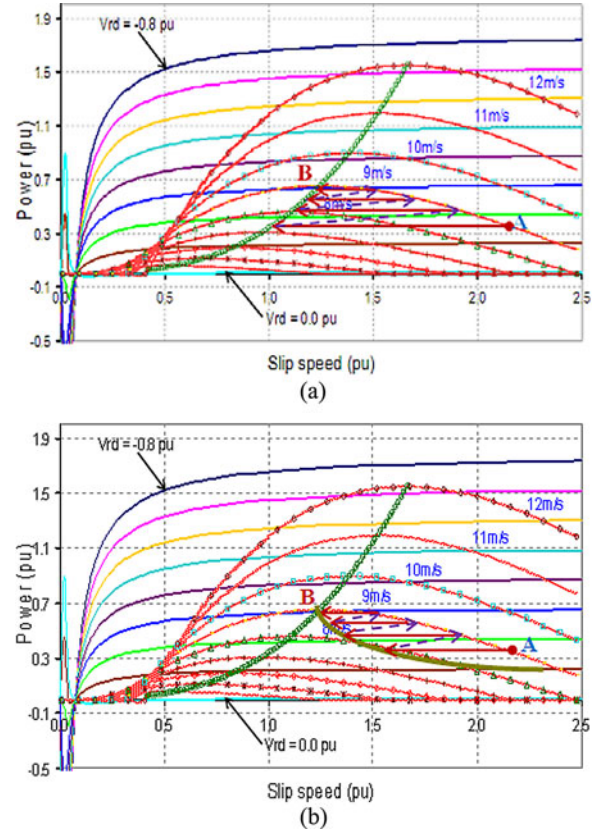 1.9
Vrd = -0.8 pu
1.5
12m/s
11m/s
1.1
10m/s
Power (pu)
0.7
B
9m/s
8m/s
A
0.3
-0.1
0.0
0.5
1.0
1.5
2.0
2.5
Vrd = 0.0 pu
-0.5
Slip speed (pu)
(a)
1.9
Vrd = -0.8 pu
1.5
12m/s
11m/s
1.1
10m/s
Power (pu)
0.7
B
9m/s
A
0.3
-0.1
0.0
0.5
1.0
1.5
2.0
2.5
Vrd = 0.0 pu
-0.5
Slip speed (pu)
(b)